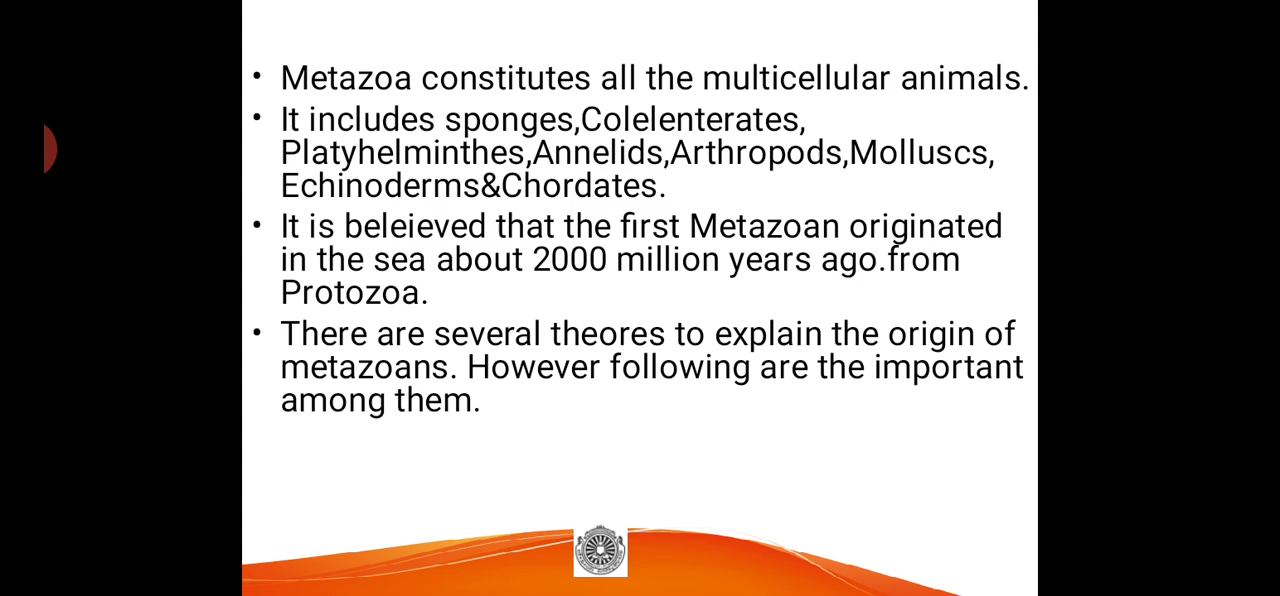 • Metazoa constitutes all the multicellular animals.
• It includes sponges,Colelenterates,
Platyhelminthes,Annelids,Arthropods,Molluscs,
Echinoderms&Chordates.
• It is beleieved that the first Metazoan originated
in the sea about 2000 million years ago.from
Protozoa.
• There are several theores to explain the origin of
metazoans. However following are the important
among them.